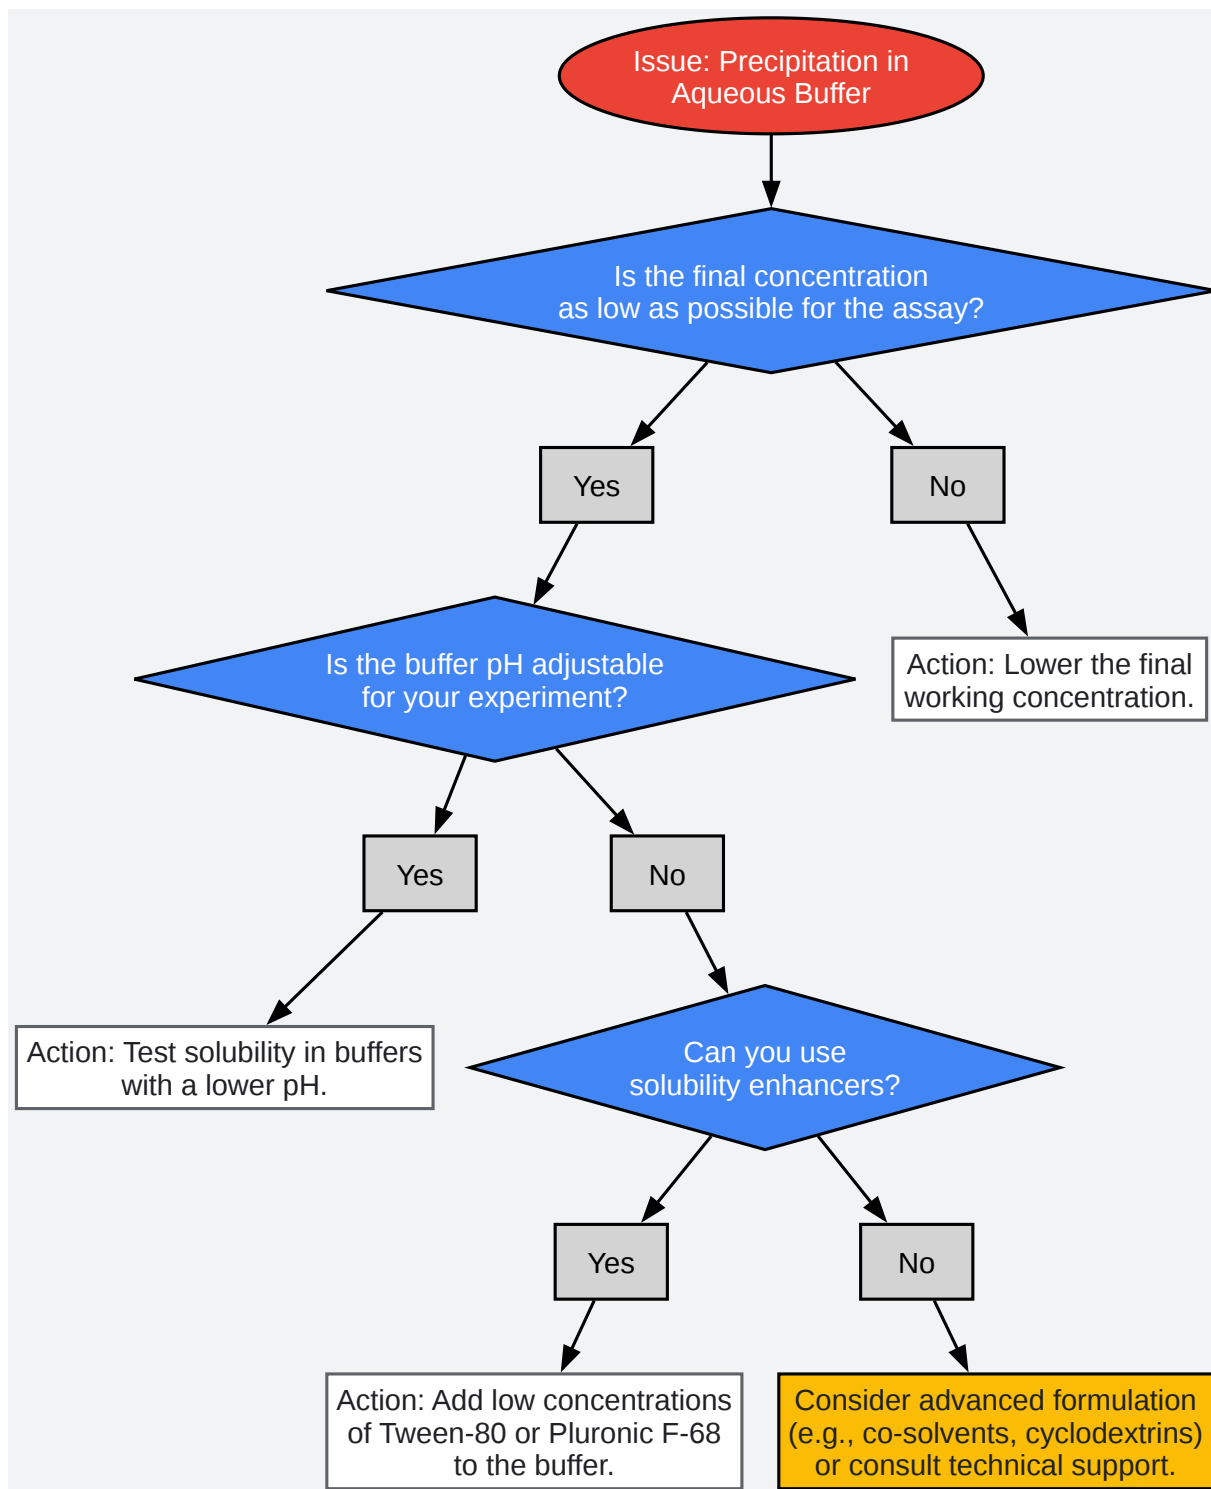 Issue: Precipitation in
Aqueous Buffer
Is the final concentration
as low as possible for the assay?
Yes
No
Is the buffer pH adjustable
for your experiment?
Action: Lower the final
working concentration.
Yes
No
Action: Test solubility in buffers
with a lower pH.
Can you use
solubility enhancers?
Yes
No
Action: Add low concentrations
of Tween-80 or Pluronic F-68
to the buffer.
Consider advanced formulation
(e.g., co-solvents, cyclodextrins)
or consult technical support.